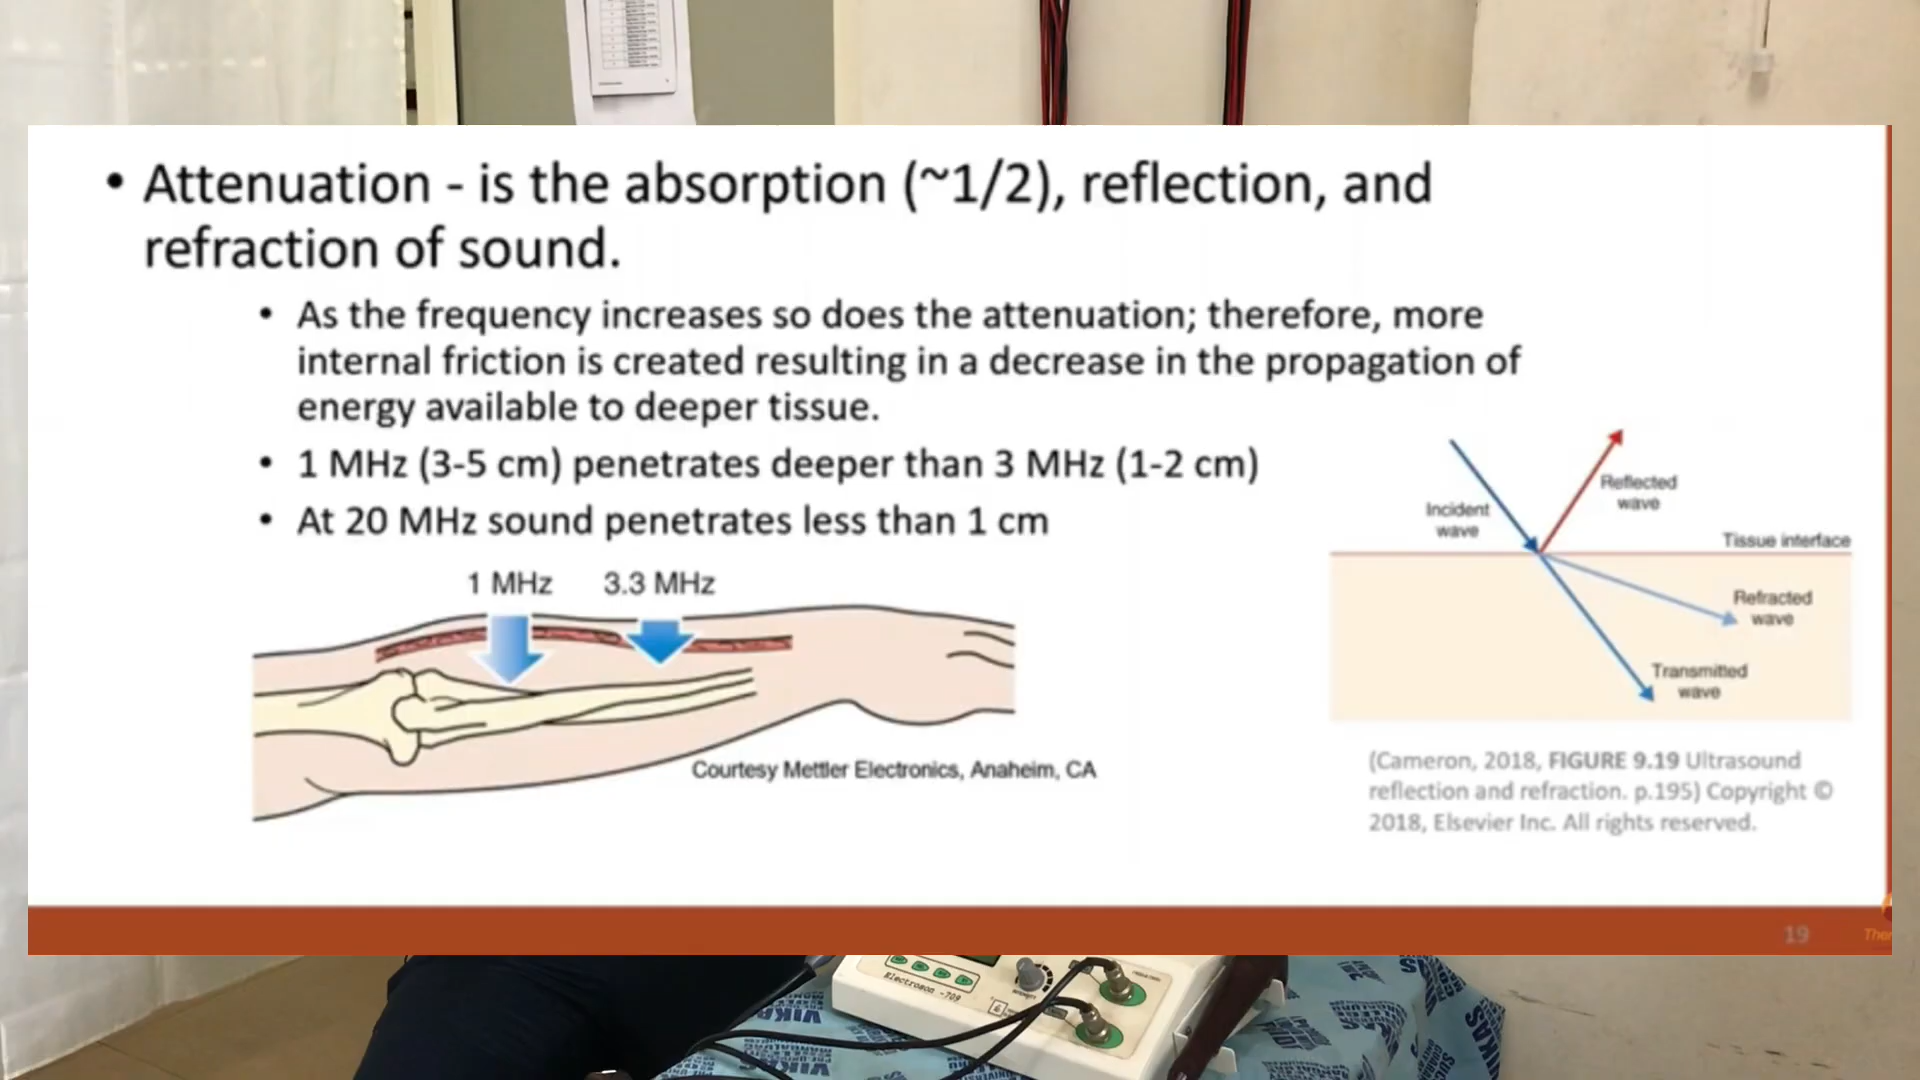 • Attenuation - is the absorption (~1/2), reflection, and
refraction of sound.
• As the frequency increases so does the attenuation; therefore, more
internal friction is created resulting in a decrease in the propagation of
energy available to deeper tissue.
• 1 MHz (3-5 cm) penetrates deeper than 3 MHz (1-2 cm)
• At 20 MHz sound penetrates less than 1 cm
1 MHz 3.3 MHz
Courtesy Mettler Electronics, Anaheim, CA
Incident
wave
Reflected
wave
Tissue interface
Refracted
wave
Transmitted
wave
(Cameron, 2018, FIGURE 9.19 Ultrasound
reflection and refraction. p.195) Copyright ©
2018, Elsevier Inc. All rights reserved.
19
Electroson -709
VIKAS